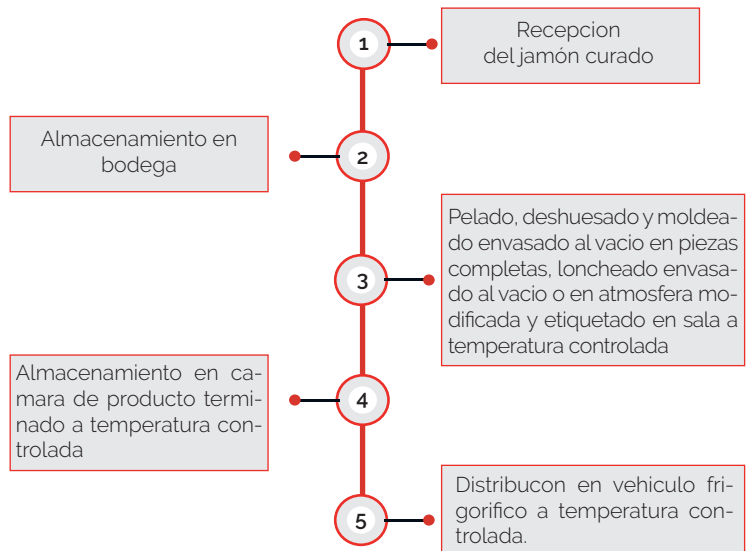 1
Recepcion
del jamón curado
Almacenamiento en
bodega
2
3
Pelado, deshuesado y moldea-
do envasado al vacio en piezas
completas, loncheado envasa-
do al vacio o en atmosfera mo-
dificada y etiquetado en sala a
temperatura controlada
Almacenamiento en ca-
mara de producto termi-
nado a temperatura con-
trolada
4
5
Distribucon en vehiculo fri-
gorifico a temperatura con-
trolada.